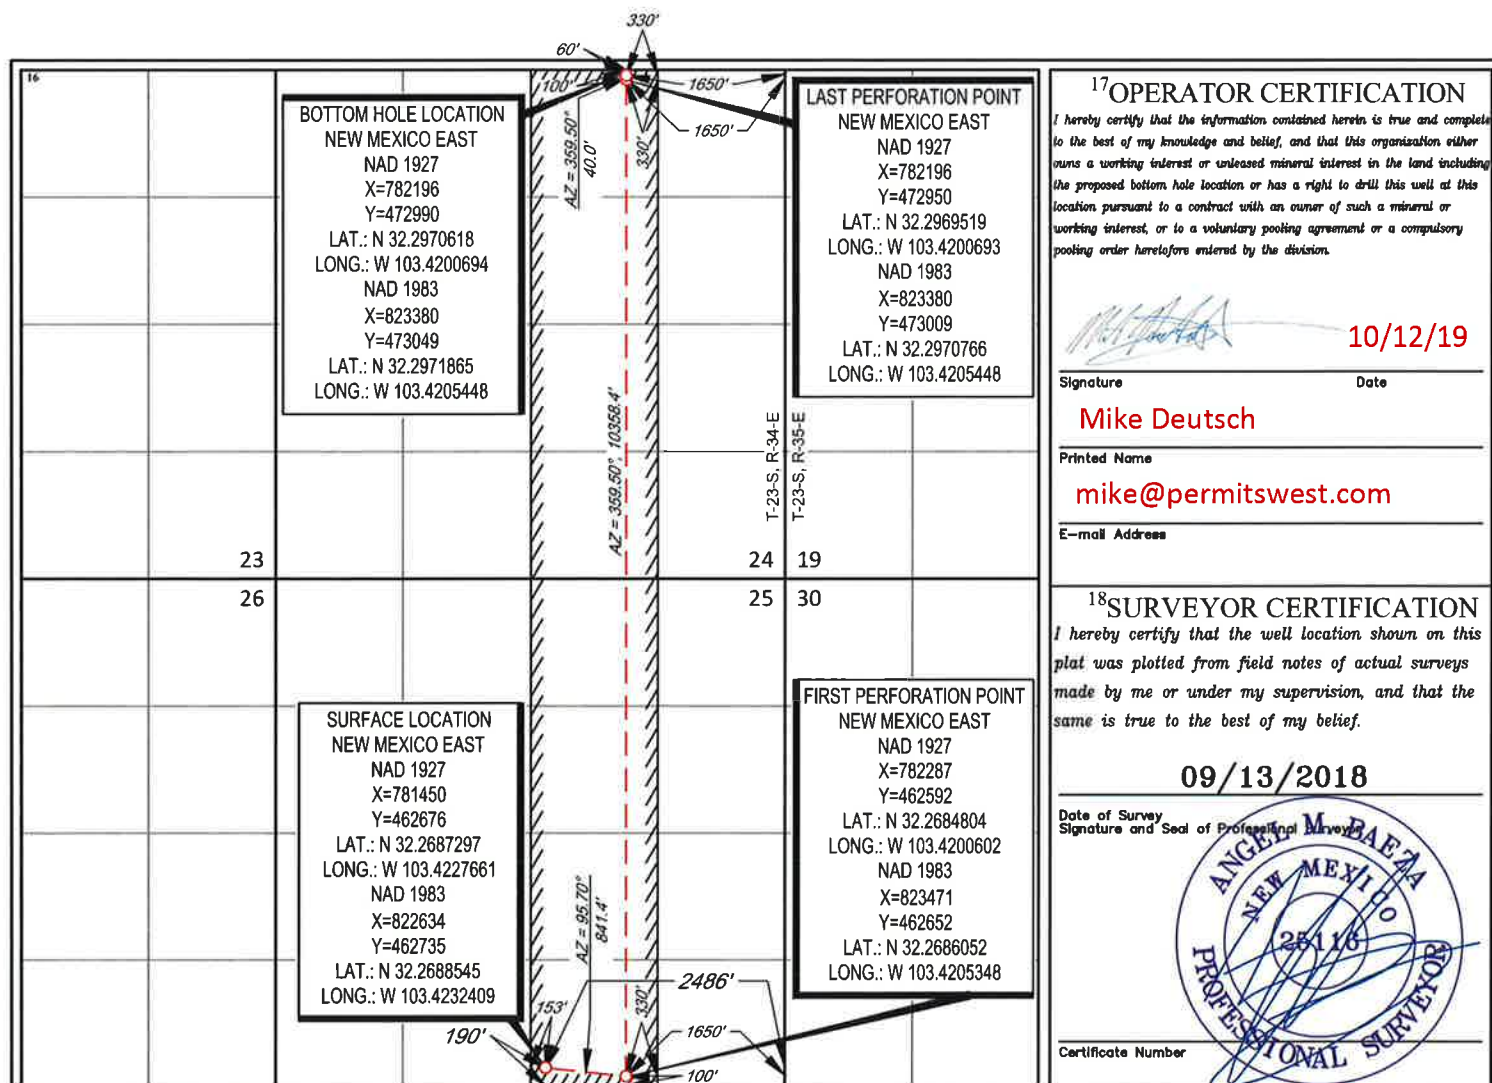 330'
60'
16
100'
1650'
1650'
330'
AZ = 359.50°
40.0'
BOTTOM HOLE LOCATION
NEW MEXICO EAST
NAD 1927
X=782196
Y=472990
LAT.: N 32.2970618
LONG.: W 103.4200694
NAD 1983
X=823380
Y=473049
LAT.: N 32.2971865
LONG.: W 103.4205448
LAST PERFORATION POINT
NEW MEXICO EAST
NAD 1927
X=782196
Y=472950
LAT.: N 32.2969519
LONG.: W 103.4200693
NAD 1983
X=823380
Y=473009
LAT.: N 32.2970766
LONG.: W 103.4205448
AZ = 359.50°, 10358.4'
T-23-S, R-34-E
T-23-S, R-35-E
23
24
19
26
25
30
SURFACE LOCATION
NEW MEXICO EAST
NAD 1927
X=781450
Y=462676
LAT.: N 32.2687297
LONG.: W 103.4227661
NAD 1983
X=822634
Y=462735
LAT.: N 32.2688545
LONG.: W 103.4232409
FIRST PERFORATION POINT
NEW MEXICO EAST
NAD 1927
X=782287
Y=462592
LAT.: N 32.2684804
LONG.: W 103.4200602
NAD 1983
X=823471
Y=462652
LAT.: N 32.2686052
LONG.: W 103.4205348
AZ = 95.70°
841.4'
2486'
153'
330'
190'
1650'
100'
17OPERATOR CERTIFICATION
I hereby certify that the information contained herein is true and complete
to the best of my knowledge and belief, and that this organization either
owns a working interest or unleased mineral interest in the land including
the proposed bottom hole location or has a right to drill this well at this
location pursuant to a contract with an owner of such a mineral or
working interest, or to a voluntary pooling agreement or a compulsory
pooling order heretofore entered by the division.
10/12/19
Signature Date
Mike Deutsch
Printed Name
mike@permitswest.com
E-mail Address
18SURVEYOR CERTIFICATION
I hereby certify that the well location shown on this
plat was plotted from field notes of actual surveys
made by me or under my supervision, and that the
same is true to the best of my belief.
09/13/2018
Date of Survey
Signature and Seal of Professional Surveyor
ANGEL M. BAEZA
NEW MEXICO
25116
PROFESSIONAL SURVEYOR
Certificate Number